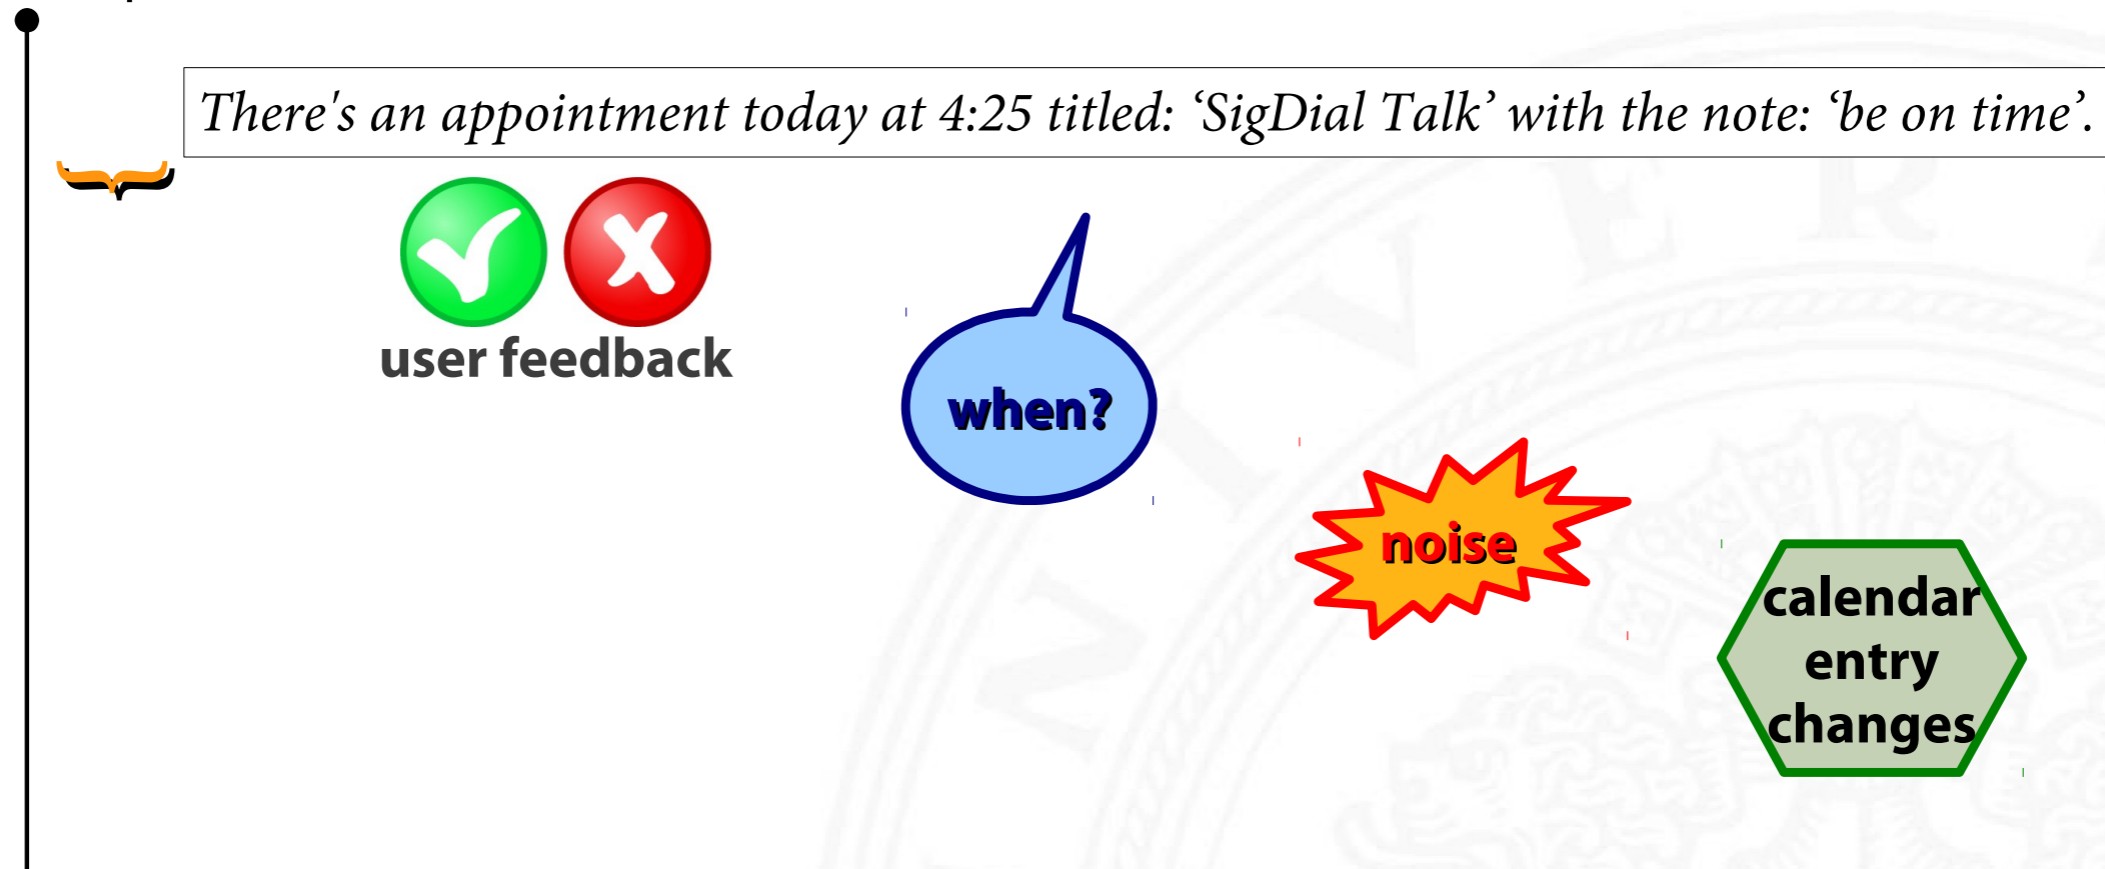 There's an appointment today at 4:25 titled: ‘SigDial Talk’ with the note: ‘be on time’.
user feedback
when?
noise
calendar
entry
changes